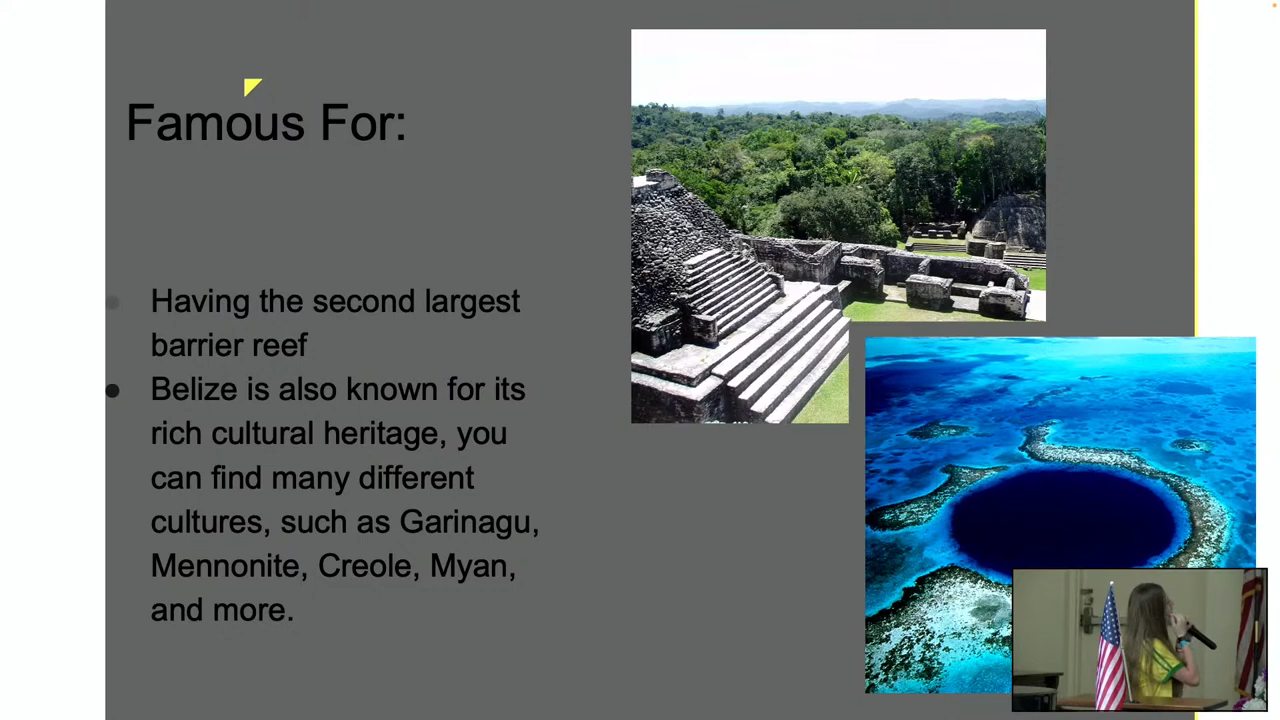 Famous For:
Having the second largest
barrier reef
Belize is also known for its
rich cultural heritage, you
can find many different
cultures, such as Garinagu,
Mennonite, Creole, Myan,
and more.